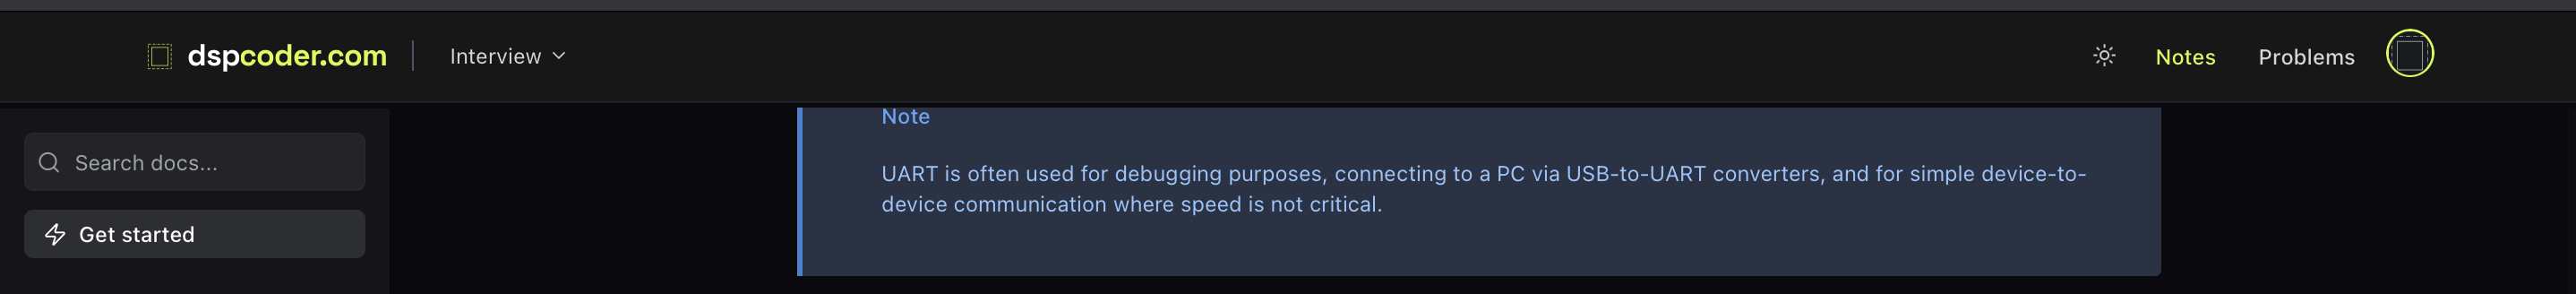 dspcoder.com
Interview
Notes
Problems
Search docs...
Get started
Note
UART is often used for debugging purposes, connecting to a PC via USB-to-UART converters, and for simple device-to-
device communication where speed is not critical.